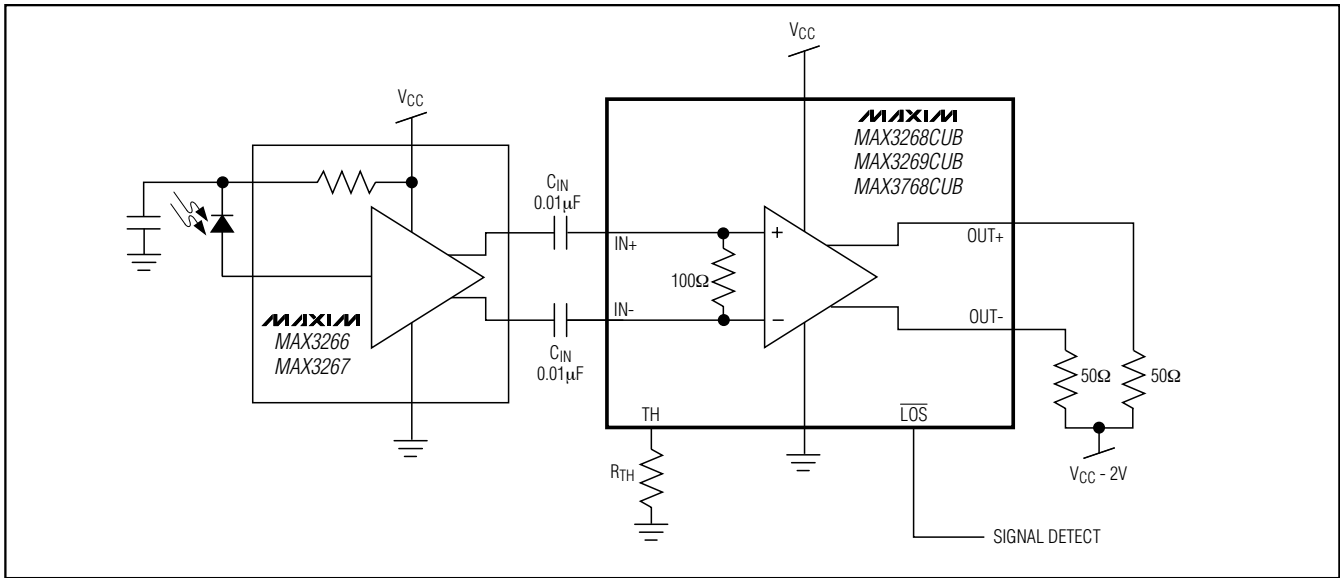 VCC
MAXIM
MAX3266
MAX3267
CIN
0.01µF
CIN
0.01µF
VCC
MAXIM
MAX3268CUB
MAX3269CUB
MAX3768CUB
IN+
IN-
100Ω
+
−
OUT+
OUT-
50Ω
50Ω
VCC - 2V
TH
RTH
L̅O̅S̅
SIGNAL DETECT